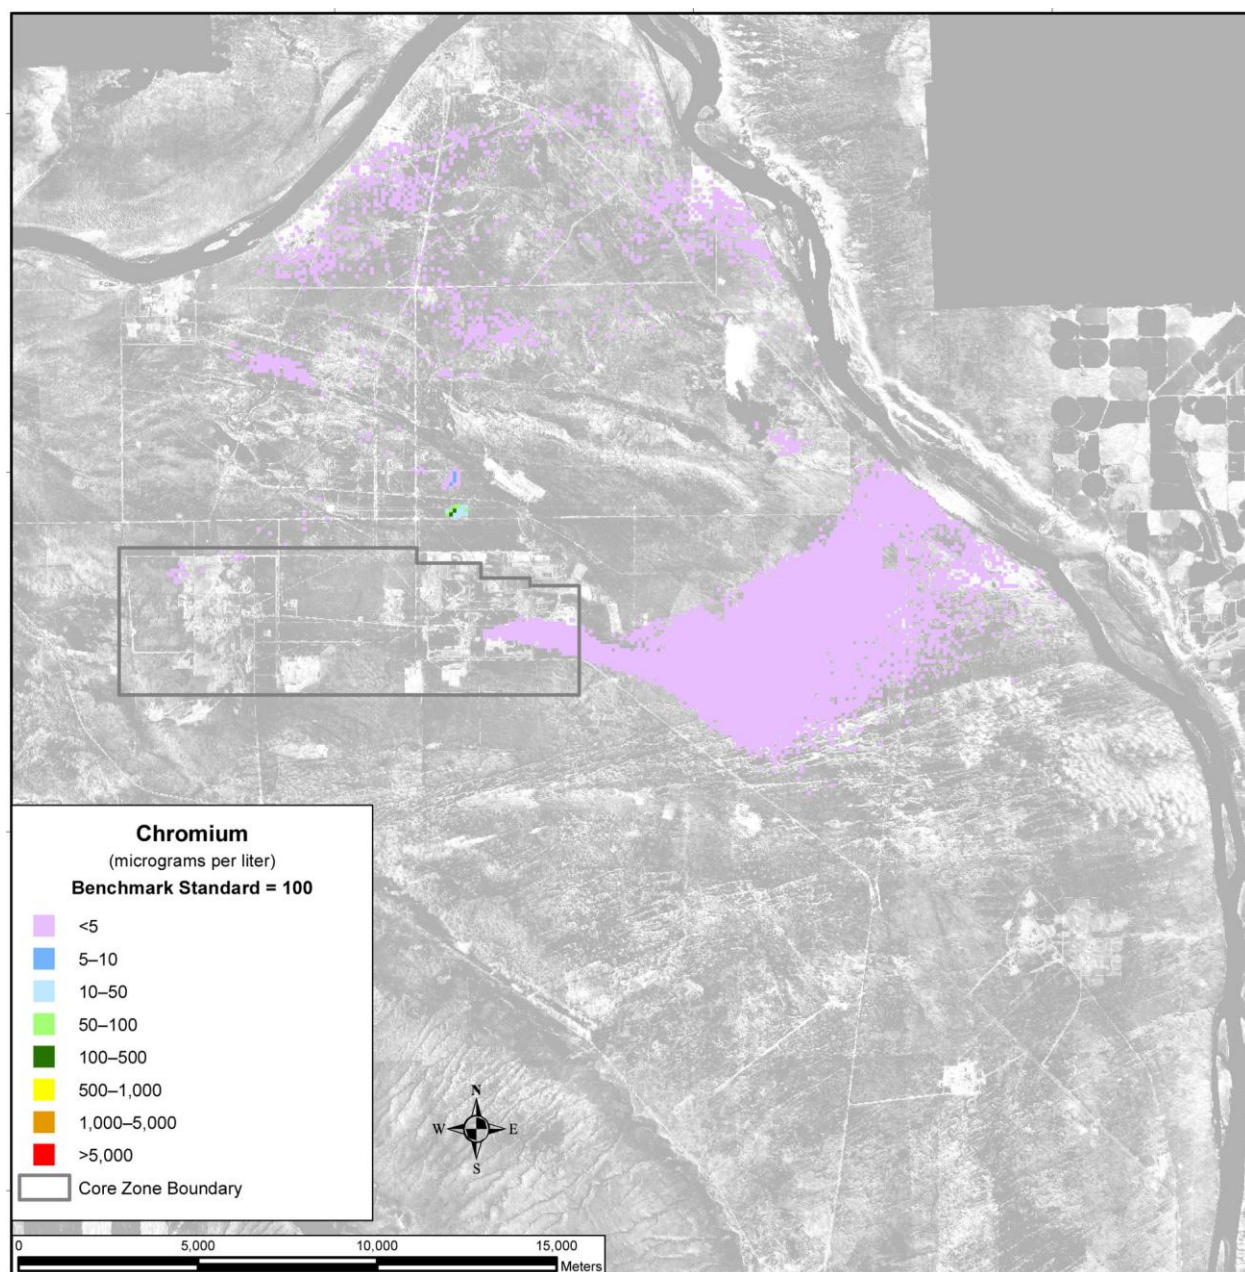 Chromium
(micrograms per liter)
Benchmark Standard = 100
<5
5–10
10–50
50–100
100–500
500–1,000
1,000–5,000
>5,000
Core Zone Boundary
N
W E
S
0 5,000 10,000 15,000
Meters